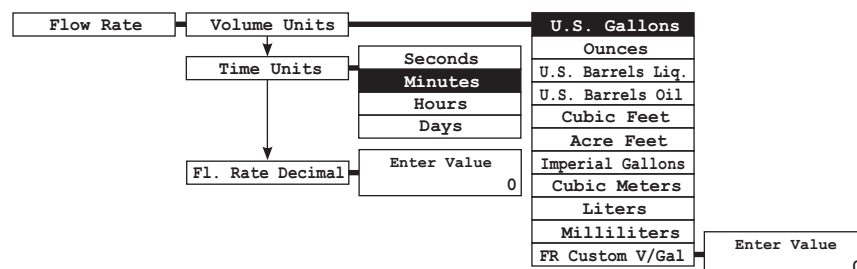 Flow Rate
Volume Units
U.S. Gallons
Ounces
U.S. Barrels Liq.
U.S. Barrels Oil
Cubic Feet
Acre Feet
Imperial Gallons
Cubic Meters
Liters
Milliliters
FR Custom V/Gal
Enter Value
0
Time Units
Seconds
Minutes
Hours
Days
Fl. Rate Decimal
Enter Value
0